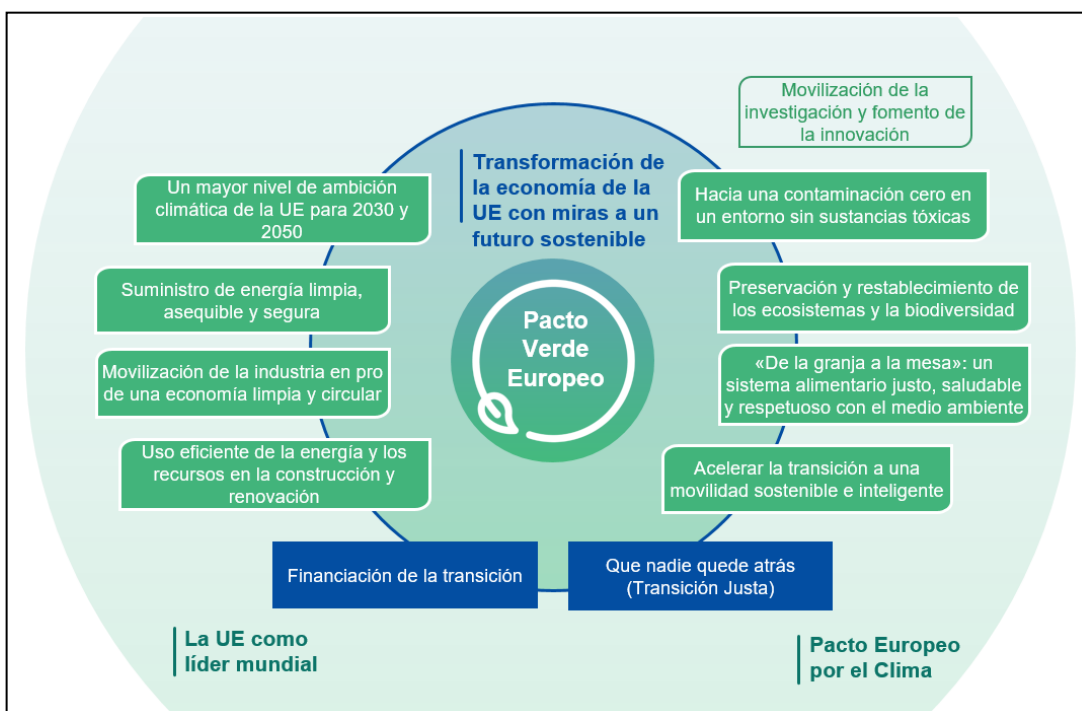 Movilización de la
investigación y fomento de
la innovación
Transformación de
la economía de la
UE con miras a un
futuro sostenible
Un mayor nivel de ambición
climática de la UE para 2030 y
2050
Hacia una contaminación cero en
un entorno sin sustancias tóxicas
Suministro de energía limpia,
asequible y segura
Preservación y restablecimiento de
los ecosistemas y la biodiversidad
Pacto
Verde
Europeo
Movilización de la industria en pro
de una economía limpia y circular
«De la granja a la mesa»: un
sistema alimentario justo, saludable
y respetuoso con el medio ambiente
Uso eficiente de la energía y los
recursos en la construcción y
renovación
Acelerar la transición a una
movilidad sostenible e inteligente
Financiación de la transición
Que nadie quede atrás
(Transición Justa)
La UE como
líder mundial
Pacto Europeo
por el Clima